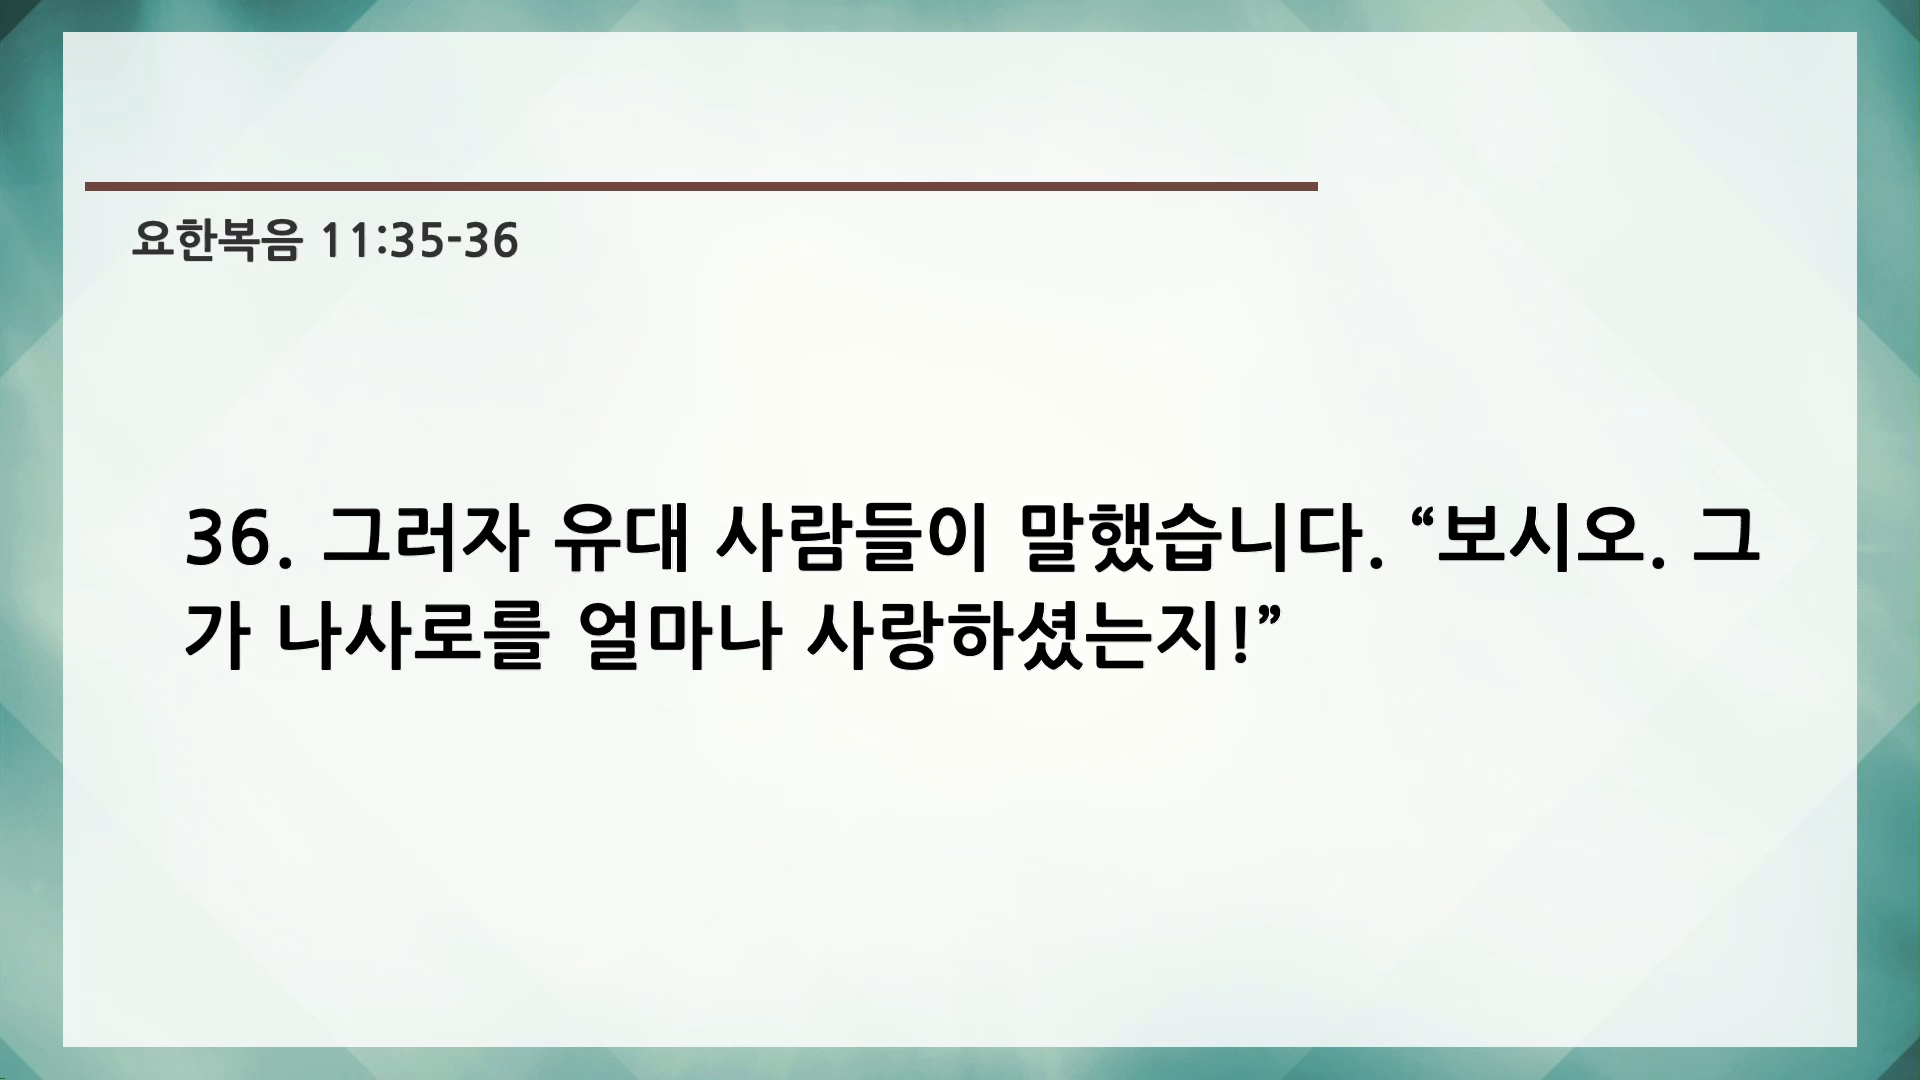 요한복음 11:35-36
36. 그러자 유대 사람들이 말했습니다. “보시오. 그
가 나사로를 얼마나 사랑하셨는지!”